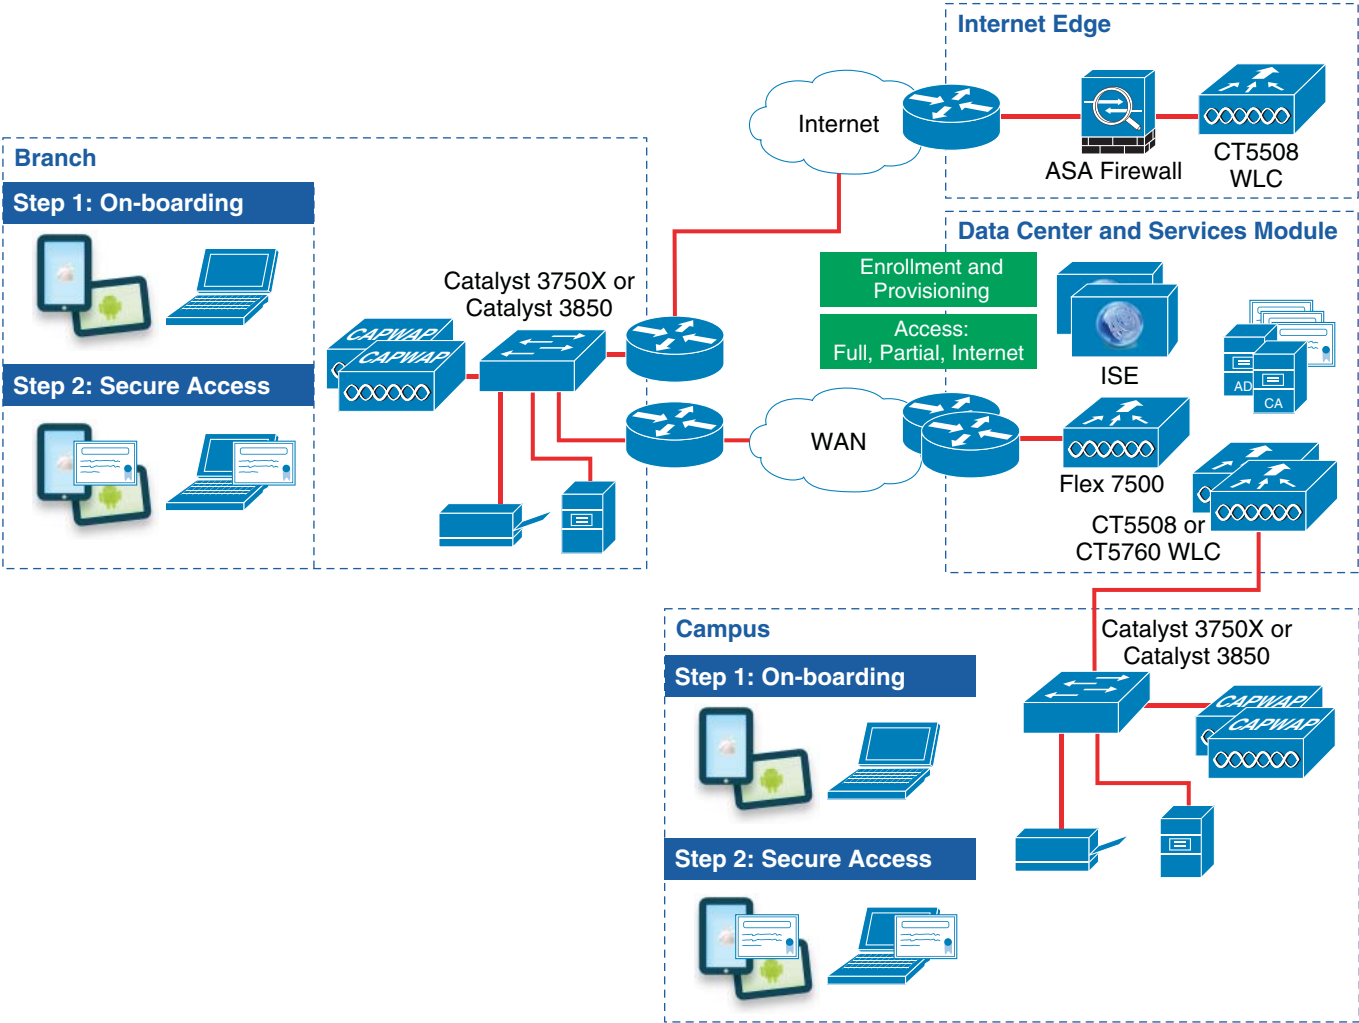 Internet Edge
Internet
ASA Firewall
CT5508
WLC
Branch
Step 1: On-boarding
Catalyst 3750X or
Catalyst 3850
CAPWAP
CAPWAP
Step 2: Secure Access
Data Center and Services Module
Enrollment and
Provisioning
Access:
Full, Partial, Internet
ISE
AD
CA
WAN
Flex 7500
CT5508 or
CT5760 WLC
Campus
Catalyst 3750X or
Catalyst 3850
Step 1: On-boarding
CAPWAP
CAPWAP
Step 2: Secure Access